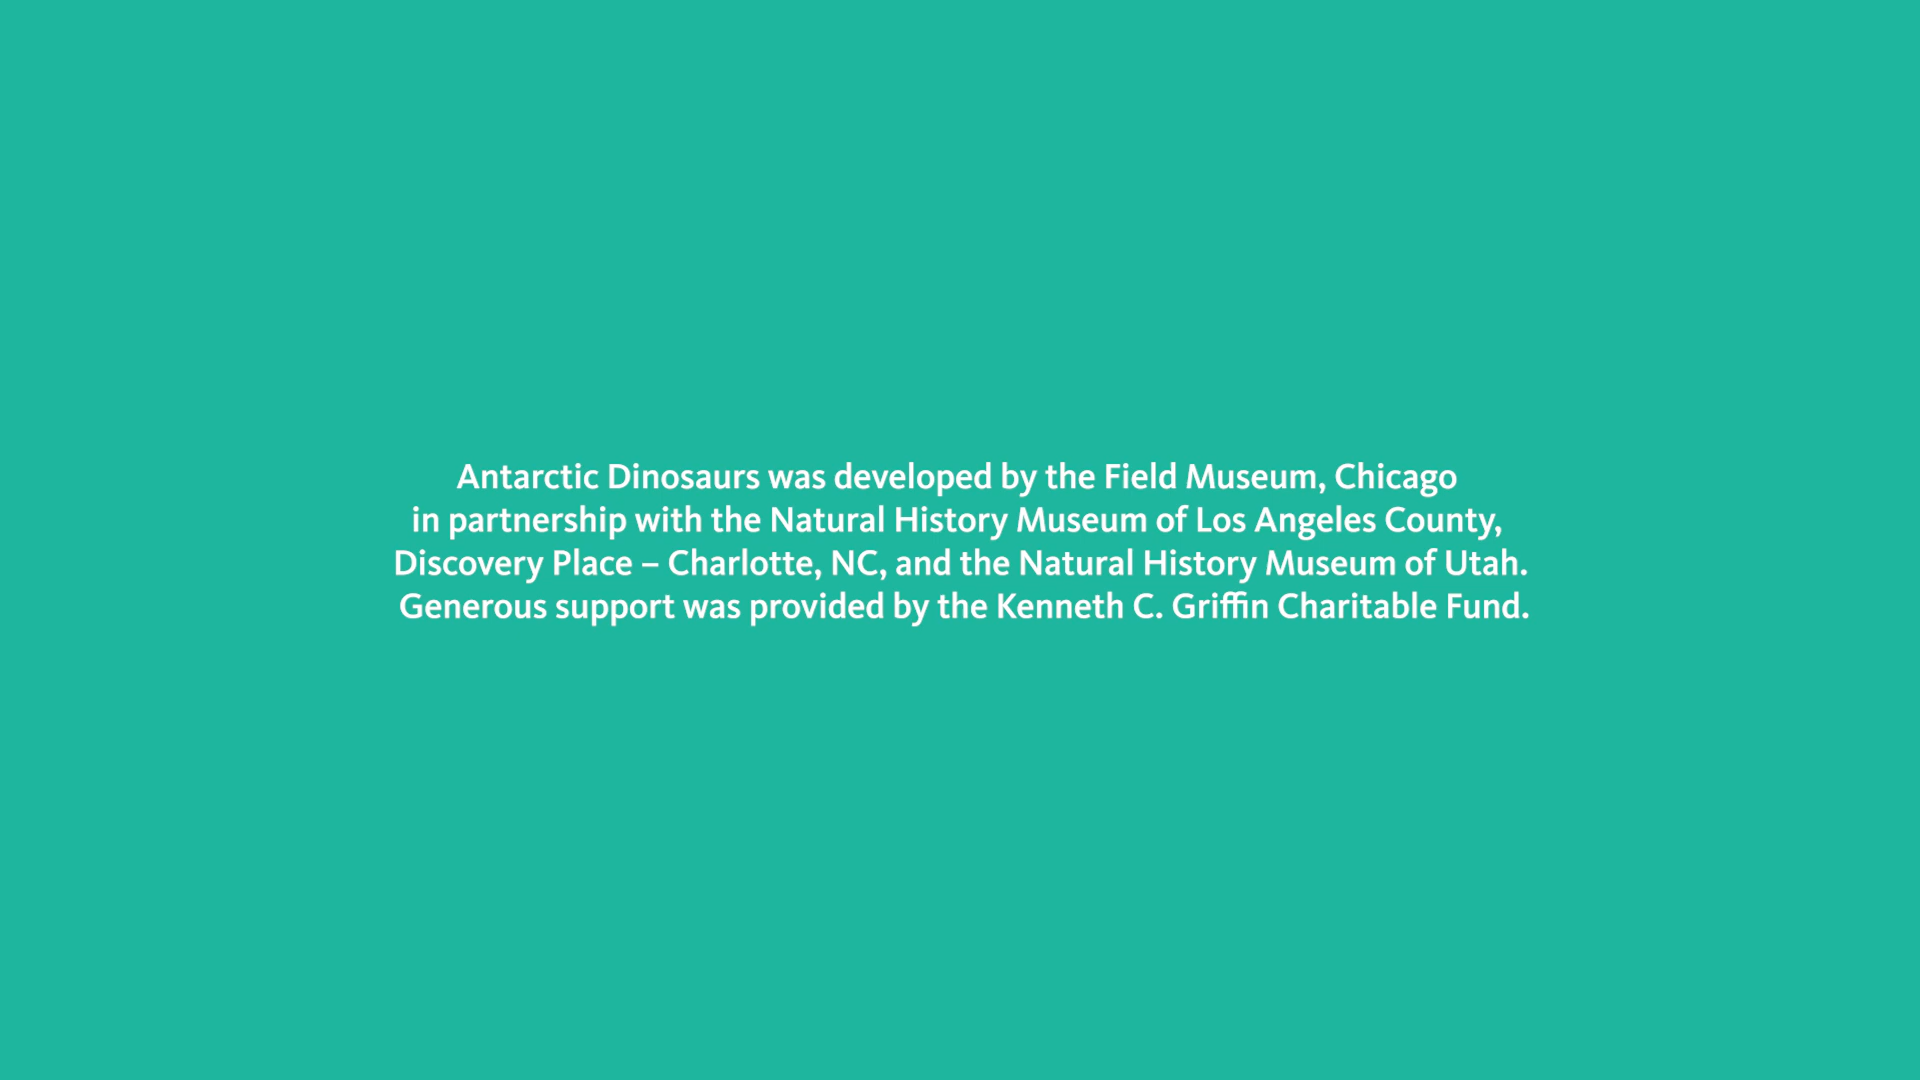 Antarctic Dinosaurs was developed by the Field Museum, Chicago
in partnership with the Natural History Museum of Los Angeles County,
Discovery Place – Charlotte, NC, and the Natural History Museum of Utah.
Generous support was provided by the Kenneth C. Griffin Charitable Fund.